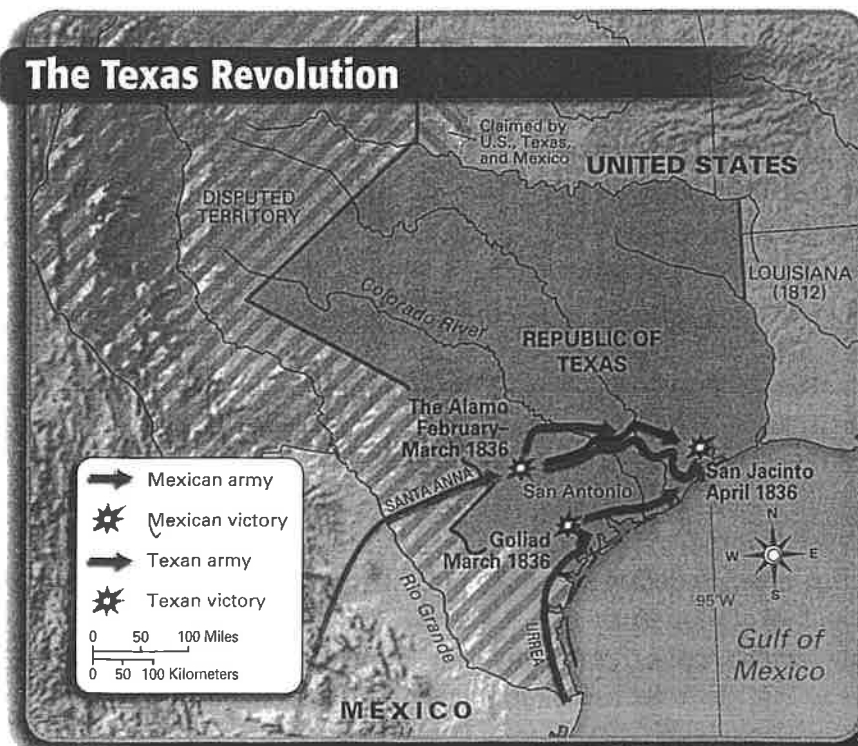 The Texas Revolution
Claimed by
U.S., Texas,
and Mexico
UNITED STATES
DISPUTED
TERRITORY
LOUISIANA
(1812)
Colorado River
REPUBLIC OF
TEXAS
The Alamo
February–
March 1836
SANTA ANNA
San Antonio
San Jacinto
April 1836
Goliad
March 1836
Rio Grande
URREA
Mexican army
Mexican victory
Texan army
Texan victory
0 50 100 Miles
0 50 100 Kilometers
N
W E
S
95°W
Gulf of
Mexico
MEXICO